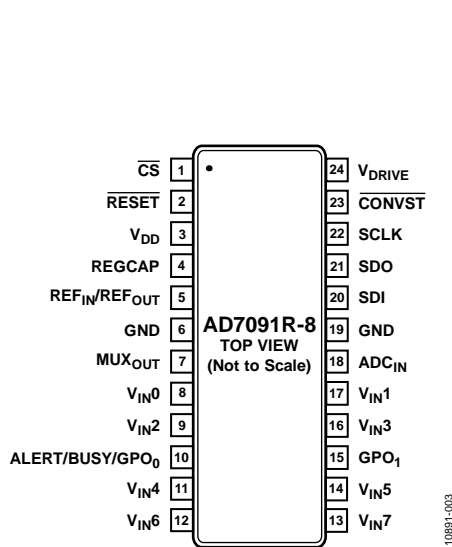 CS 1
RESET 2
VDD 3
REGCAP 4
REFIN/REFOUT 5
GND 6
MUXOUT 7
VIN0 8
VIN2 9
ALERT/BUSY/GPO0 10
VIN4 11
VIN6 12
AD7091R-8
TOP VIEW
(Not to Scale)
24 VDRIVE
23 CONVST
22 SCLK
21 SDO
20 SDI
19 GND
18 ADCIN
17 VIN1
16 VIN3
15 GPO1
14 VIN5
13 VIN7
10891-003